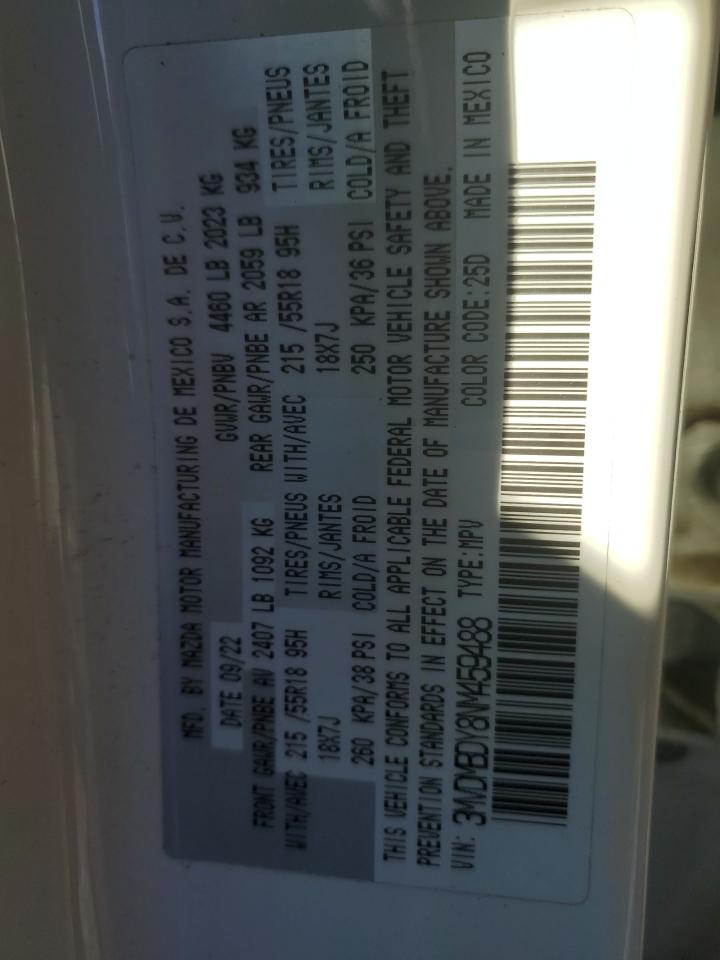 MFD. BY MAZDA MOTOR MANUFACTURING DE MEXICO S.A. DE C.V.
DATE 09/22 GVWR/PNBV 4460 LB 2023 KG
FRONT GAWR/PNBE AV 2407 LB 1092 KG REAR GAWR/PNBE AR 2059 LB 934 KG
WITH/AVEC 215 /55R18 95H TIRES/PNEUS WITH/AVEC 215 /55R18 95H TIRES/PNEUS
18X7J RIMS/JANTES 18X7J RIMS/JANTES
260 KPA/38 PSI COLD/A FROID 250 KPA/36 PSI COLD/A FROID
THIS VEHICLE CONFORMS TO ALL APPLICABLE FEDERAL MOTOR VEHICLE SAFETY AND THEFT
PREVENTION STANDARDS IN EFFECT ON THE DATE OF MANUFACTURE SHOWN ABOVE.
VIN: 3MVDMBDY8NM459488 TYPE:MPV COLOR CODE:25D MADE IN MEXICO